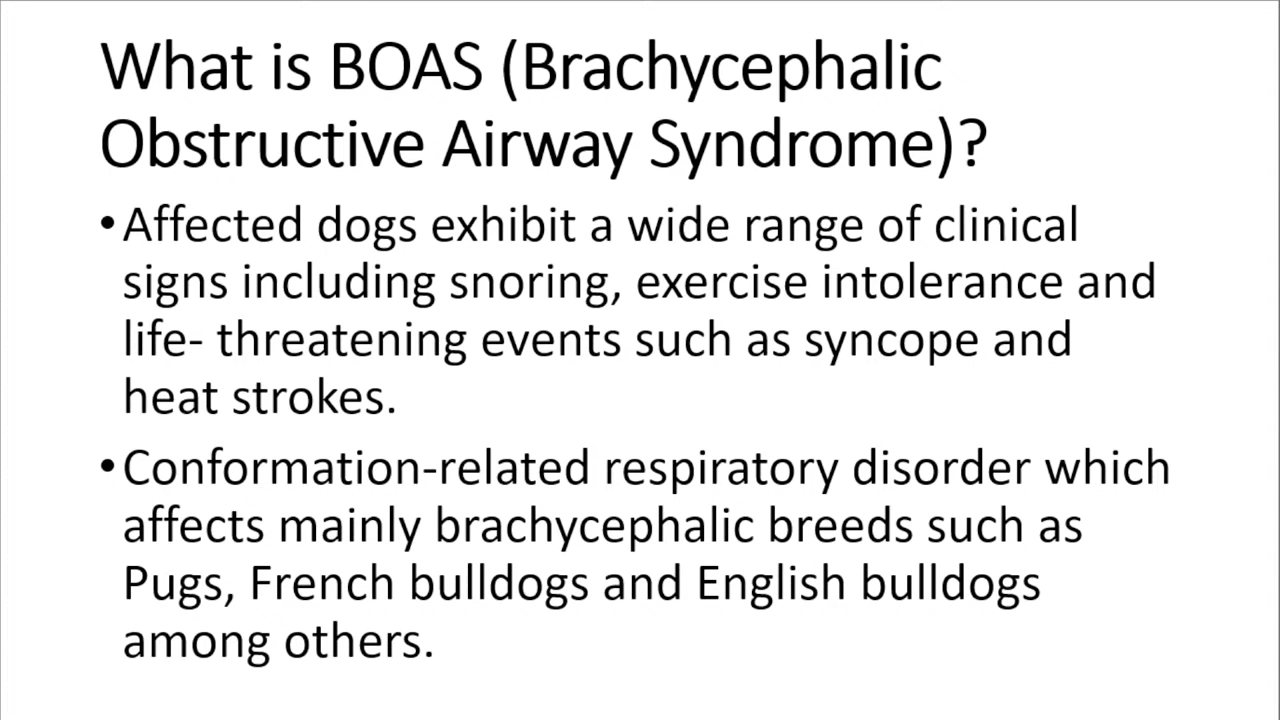 What is BOAS (Brachycephalic
Obstructive Airway Syndrome)?
•Affected dogs exhibit a wide range of clinical
signs including snoring, exercise intolerance and
life- threatening events such as syncope and
heat strokes.
•Conformation-related respiratory disorder which
affects mainly brachycephalic breeds such as
Pugs, French bulldogs and English bulldogs
among others.